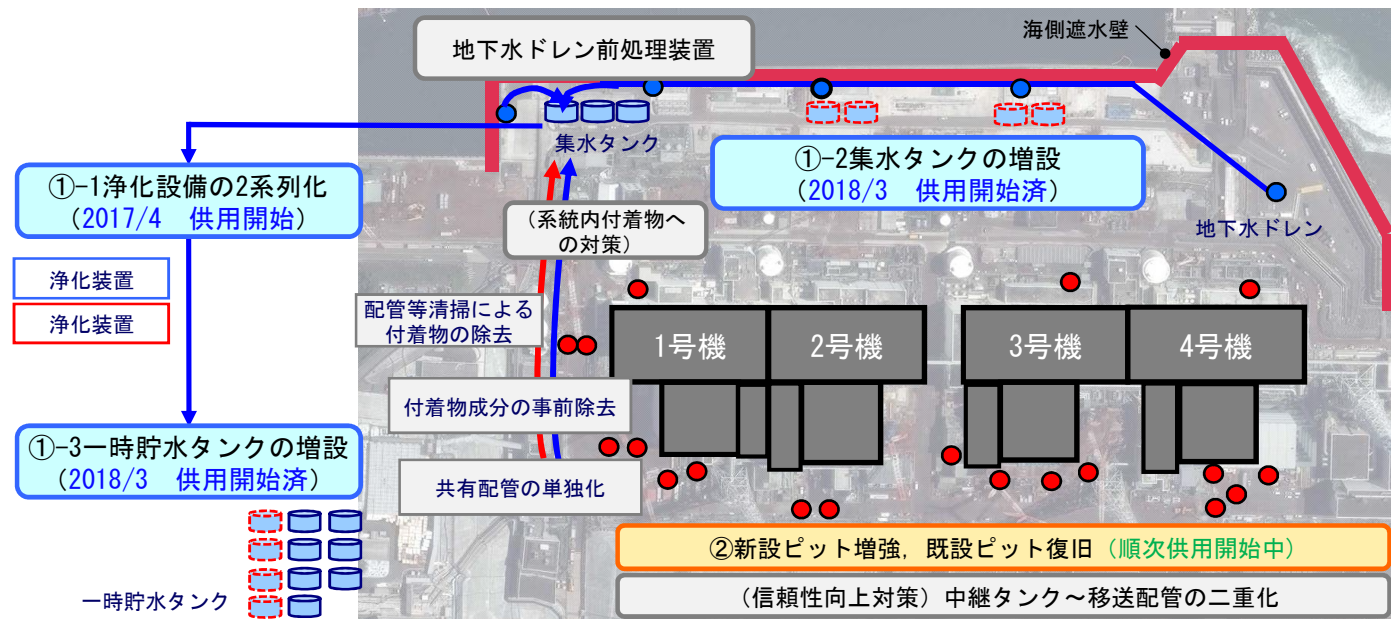 地下水ドレン前処理装置
海側遮水壁
集水タンク
①-1浄化設備の2系列化
(2017/4　供用開始)
①-2集水タンクの増設
(2018/3　供用開始済)
(系統内付着物へ
の対策)
地下水ドレン
浄化装置
浄化装置
配管等清掃による
付着物の除去
1号機
2号機
3号機
4号機
付着物成分の事前除去
①-3一時貯水タンクの増設
(2018/3　供用開始済)
共有配管の単独化
②新設ピット増強，既設ピット復旧（順次供用開始中）
(信頼性向上対策) 中継タンク～移送配管の二重化
一時貯水タンク